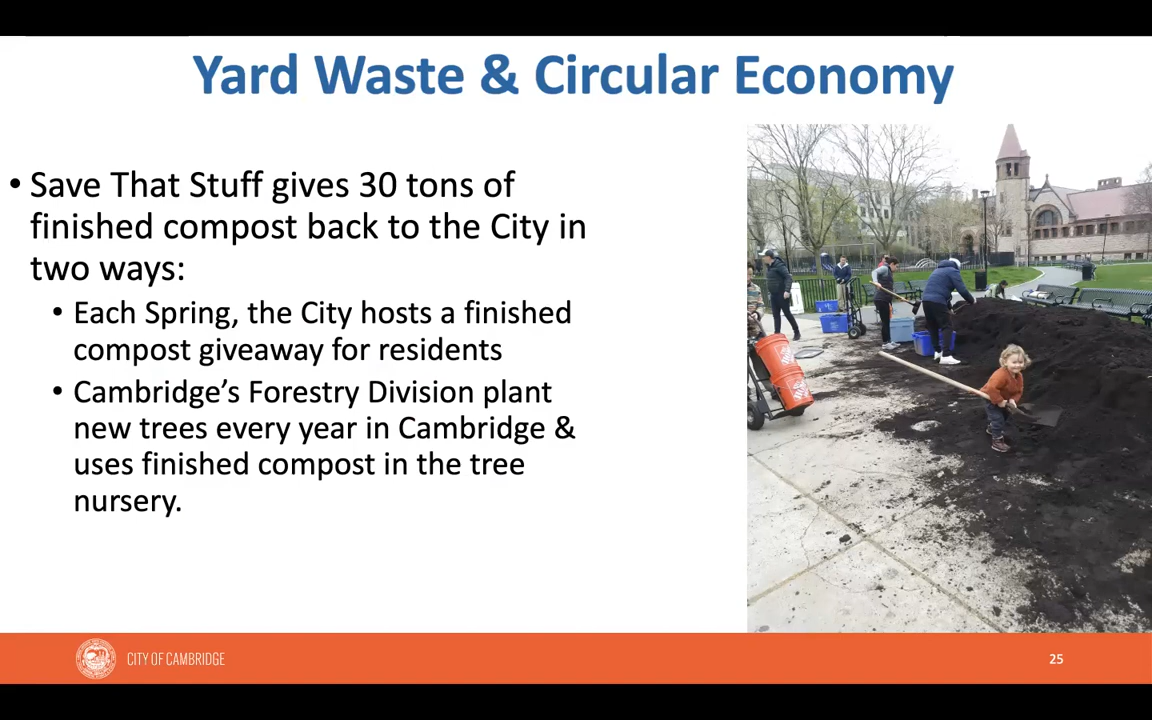 Yard Waste & Circular Economy
• Save That Stuff gives 30 tons of
finished compost back to the City in
two ways:
• Each Spring, the City hosts a finished
compost giveaway for residents
• Cambridge’s Forestry Division plant
new trees every year in Cambridge &
uses finished compost in the tree
nursery.
CITY OF CAMBRIDGE
25